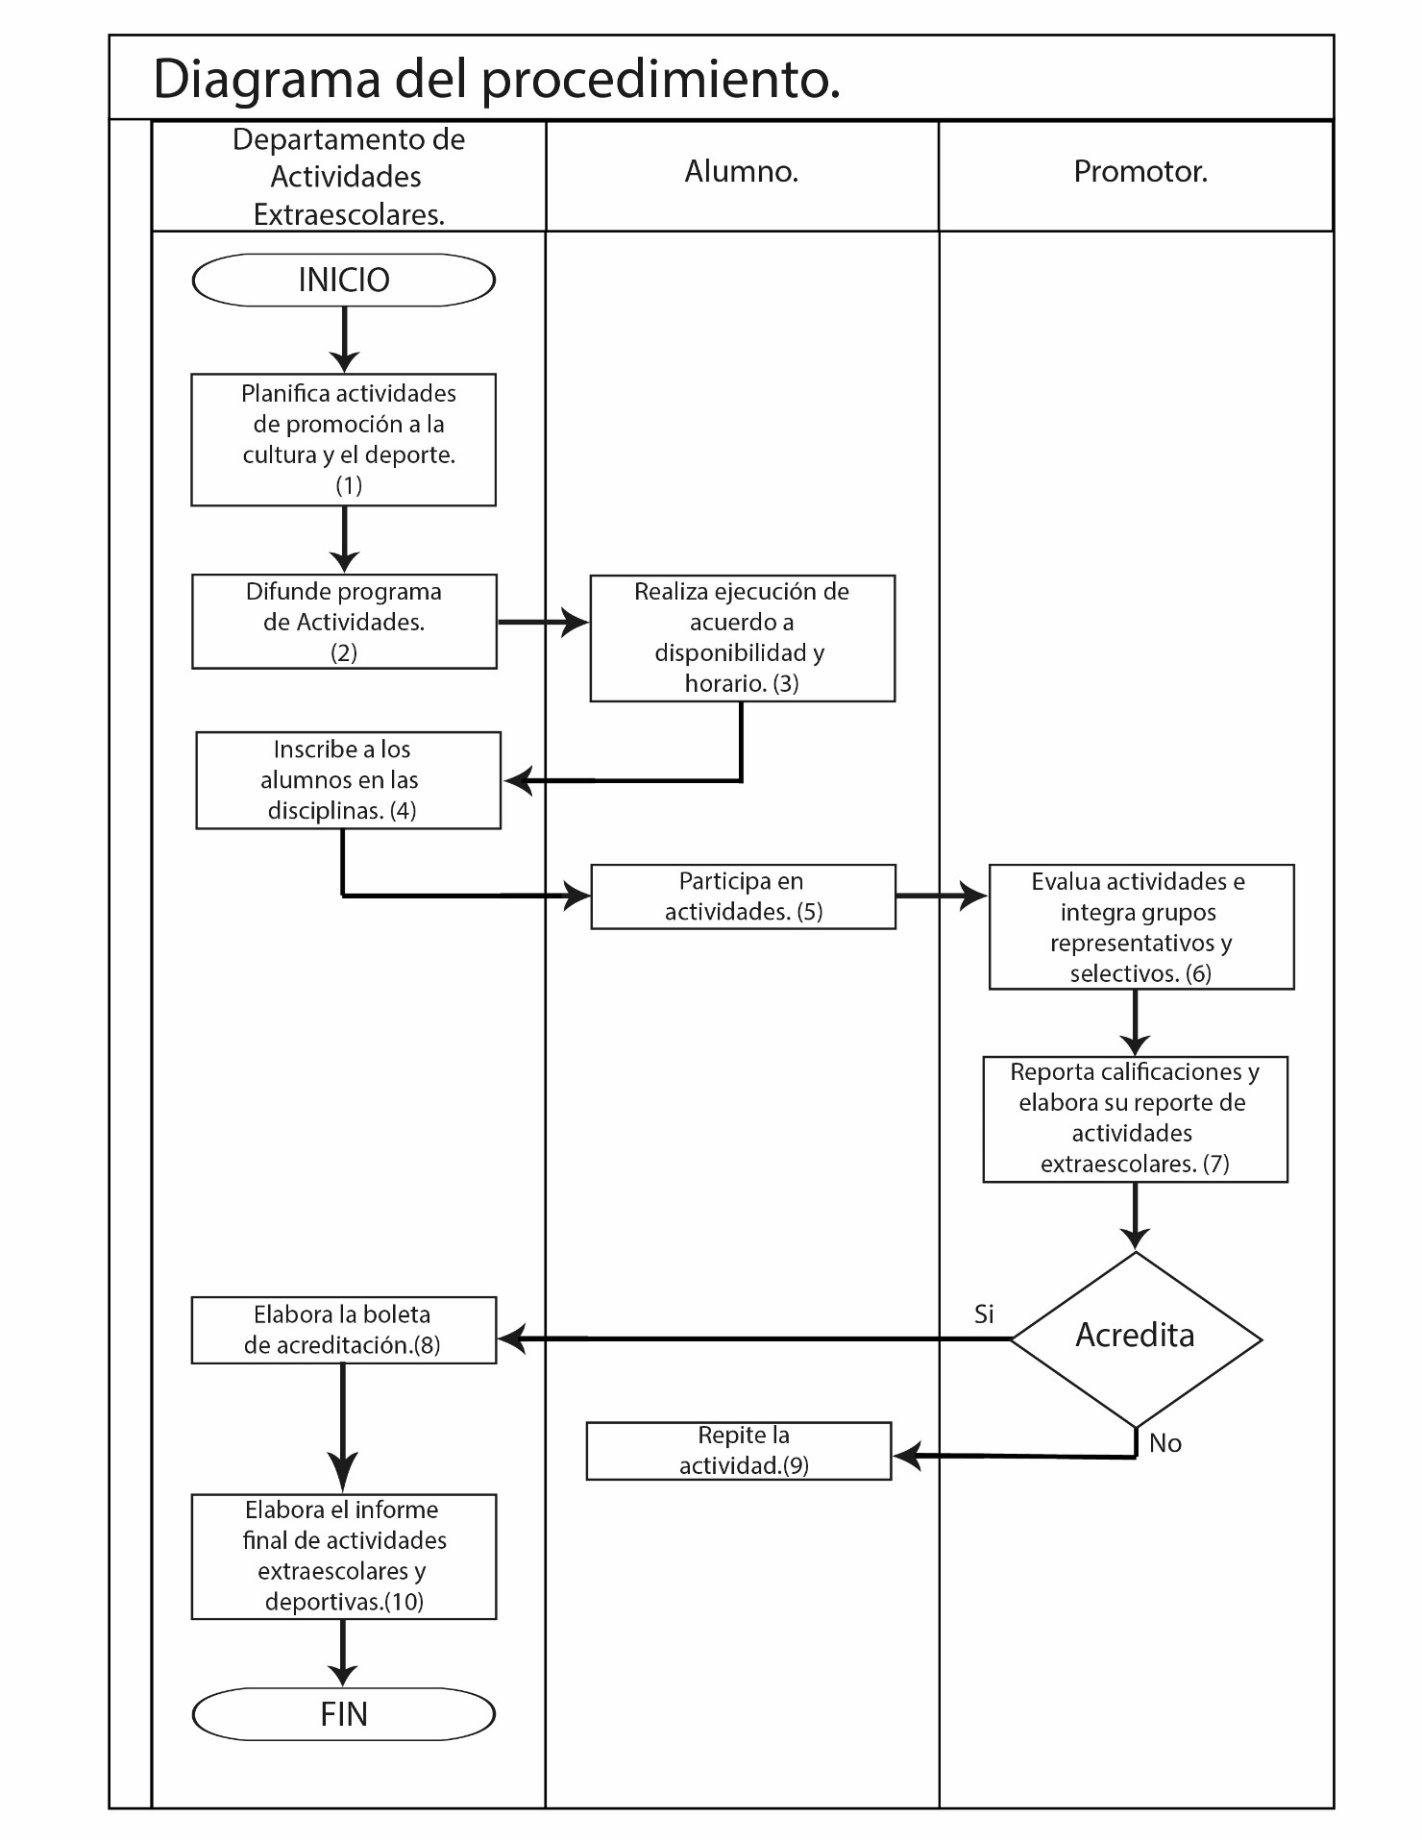 Diagrama del procedimiento.
Departamento de
Actividades
Extraescolares.
Alumno.
Promotor.
INICIO
Planifica actividades
de promoción a la
cultura y el deporte.
(1)
Difunde programa
de Actividades.
(2)
Realiza ejecución de
acuerdo a
disponibilidad y
horario. (3)
Inscribe a los
alumnos en las
disciplinas. (4)
Participa en
actividades. (5)
Evalua actividades e
integra grupos
representativos y
selectivos. (6)
Reporta calificaciones y
elabora su reporte de
actividades
extraescolares. (7)
Acredita
Si
Elabora la boleta
de acreditación.(8)
No
Repite la
actividad.(9)
Elabora el informe
final de actividades
extraescolares y
deportivas.(10)
FIN